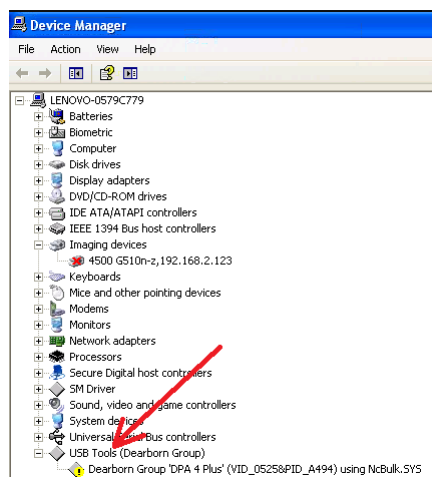 Device Manager
File Action View Help
LENOVO-0579C779
Batteries
Biometric
Computer
Disk drives
Display adapters
DVD/CD-ROM drives
IDE ATA/ATAPI controllers
IEEE 1394 Bus host controllers
Imaging devices
4500 G510n-z,192.168.2.123
Keyboards
Mice and other pointing devices
Modems
Monitors
Network adapters
Processors
Secure Digital host controllers
SM Driver
Sound, video and game controllers
System devices
Universal Serial Bus controllers
USB Tools (Dearborn Group)
Dearborn Group 'DPA 4 Plus' (VID_0525&PID_A494) using NcBulk.SYS